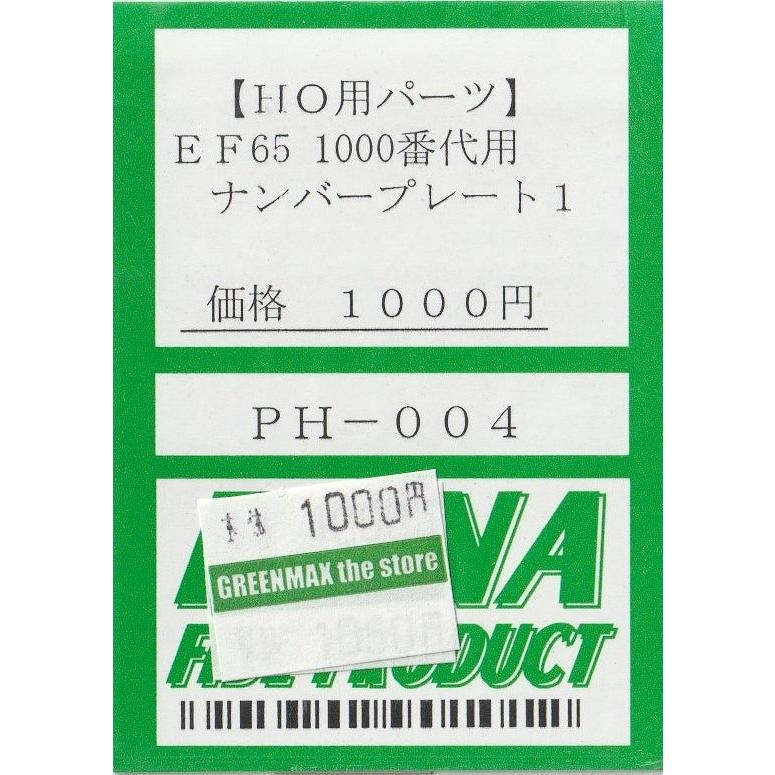 【HO用パーツ】
EF65 1000番代用
ナンバープレート1
価格 1000円
PH-004
1000円
GREENMAX the store
1050円
NA
PRODUCT